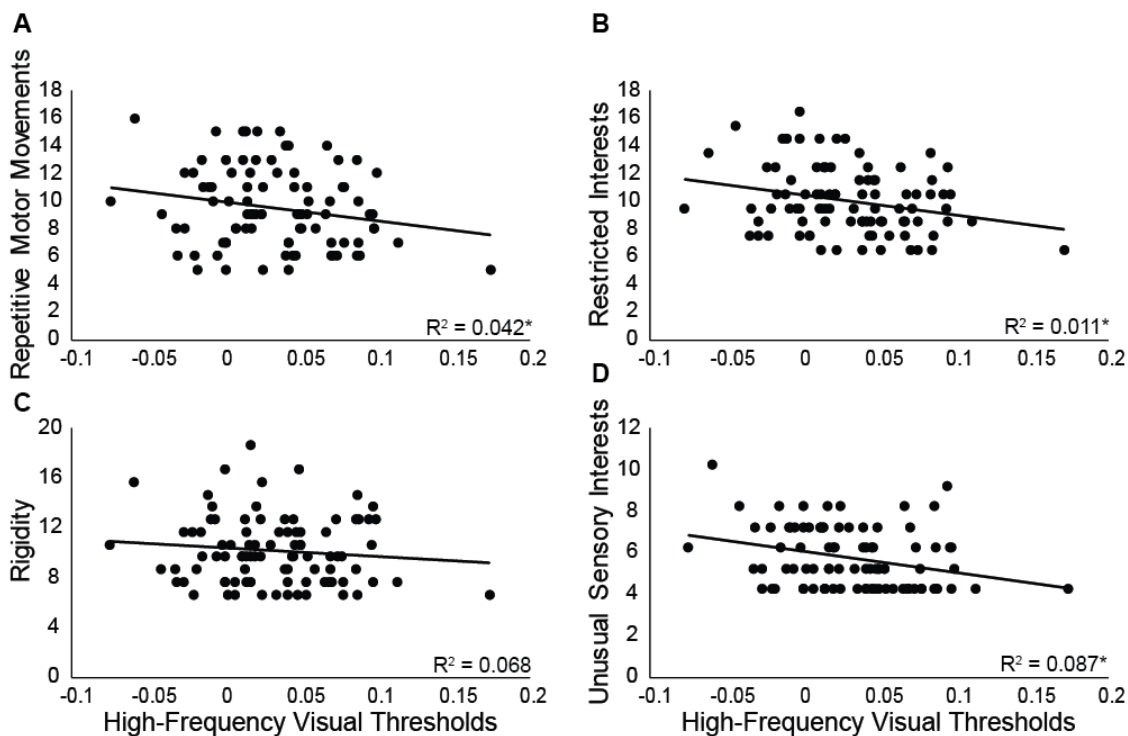 A
Repetitive Motor Movements
18
16
14
12
10
8
6
4
2
0
R² = 0.042*
-0.1 -0.05 0 0.05 0.1 0.15 0.2
B
Restricted Interests
18
16
14
12
10
8
6
4
2
0
R² = 0.011*
-0.1 -0.05 0 0.05 0.1 0.15 0.2
C
Rigidity
20
16
12
8
4
0
R² = 0.068
-0.1 -0.05 0 0.05 0.1 0.15 0.2
High-Frequency Visual Thresholds
D
Unusual Sensory Interests
12
10
8
6
4
2
0
R² = 0.087*
-0.1 -0.05 0 0.05 0.1 0.15 0.2
High-Frequency Visual Thresholds